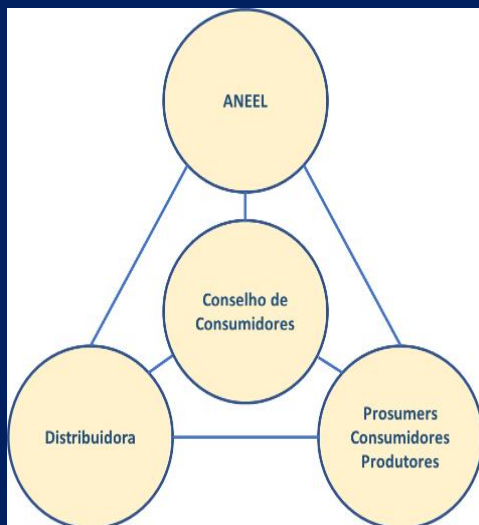 ANEEL
Conselho de
Consumidores
Distribuidora
Prosumers
Consumidores
Produtores